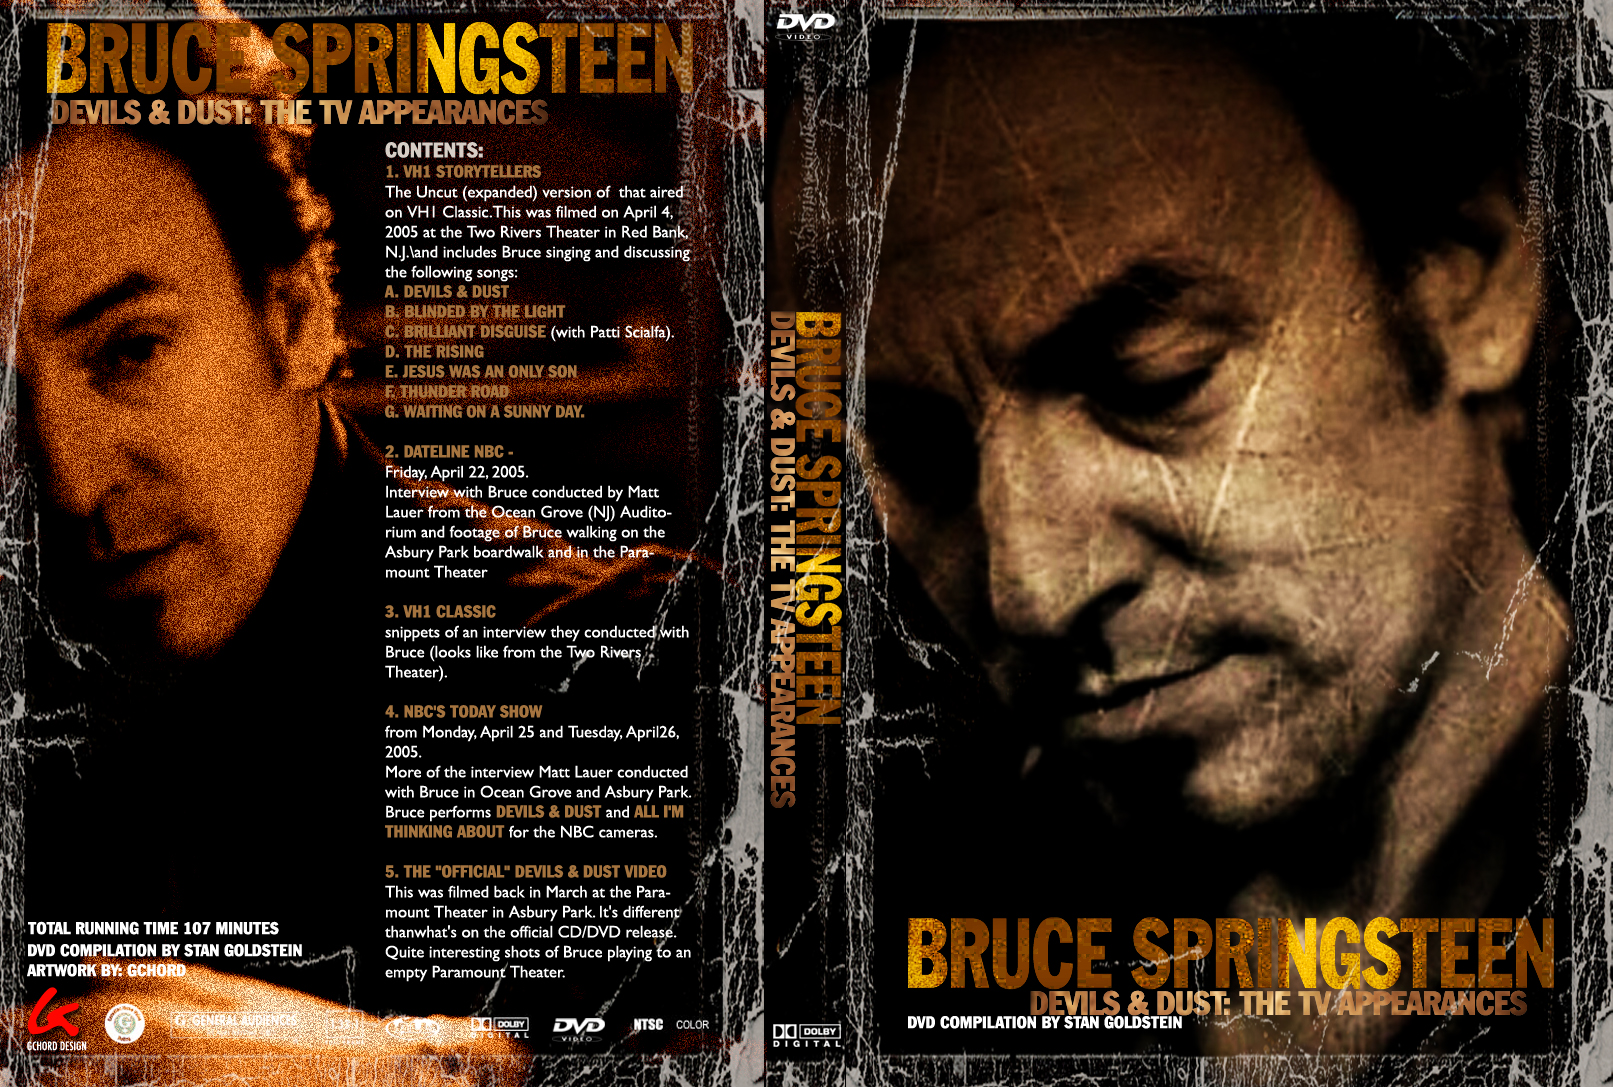 BRUCE SPRINGSTEEN
DEVILS & DUST: THE TV APPEARANCES
CONTENTS:
1. VH1 STORYTELLERS
The Uncut (expanded) version of that aired
on VH1 Classic.This was filmed on April 4,
2005 at the Two Rivers Theater in Red Bank,
N.J.\and includes Bruce singing and discussing
the following songs:
A. DEVILS & DUST
B. BLINDED BY THE LIGHT
C. BRILLIANT DISGUISE (with Patti Scialfa).
D. THE RISING
E. JESUS WAS AN ONLY SON
F. THUNDER ROAD
G. WAITING ON A SUNNY DAY.
2. DATELINE NBC -
Friday, April 22, 2005.
Interview with Bruce conducted by Matt
Lauer from the Ocean Grove (NJ) Audito-
rium and footage of Bruce walking on the
Asbury Park boardwalk and in the Para-
mount Theater
3. VH1 CLASSIC
snippets of an interview they conducted with
Bruce (looks like from the Two Rivers
Theater).
4. NBC'S TODAY SHOW
from Monday, April 25 and Tuesday, April26,
2005.
More of the interview Matt Lauer conducted
with Bruce in Ocean Grove and Asbury Park.
Bruce performs DEVILS & DUST and ALL I'M
THINKING ABOUT for the NBC cameras.
5. THE "OFFICIAL" DEVILS & DUST VIDEO
This was filmed back in March at the Para-
mount Theater in Asbury Park. It's different
thanwhat's on the official CD/DVD release.
Quite interesting shots of Bruce playing to an
empty Paramount Theater.
TOTAL RUNNING TIME 107 MINUTES
DVD COMPILATION BY STAN GOLDSTEIN
ARTWORK BY: GCHORD
GCHORD DESIGN
G
GENERAL AUDIENCES
DOLBY
DIGITAL
DVD
VIDEO
NTSC
COLOR
DVD
VIDEO
BRUCE SPRINGSTEEN
DEVILS & DUST: THE TV APPEARANCES
DOLBY
DIGITAL
BRUCE SPRINGSTEEN
DEVILS & DUST: THE TV APPEARANCES
DVD COMPILATION BY STAN GOLDSTEIN